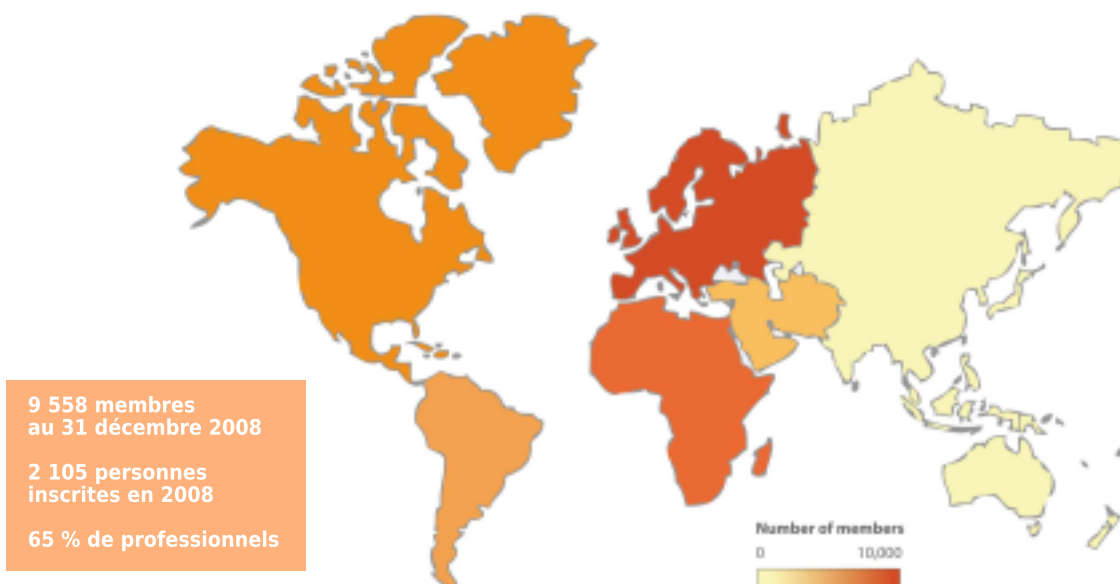 9 558 membres
au 31 décembre 2008
2 105 personnes
inscrites en 2008
65 % de professionnels
Number of members
0 10,000